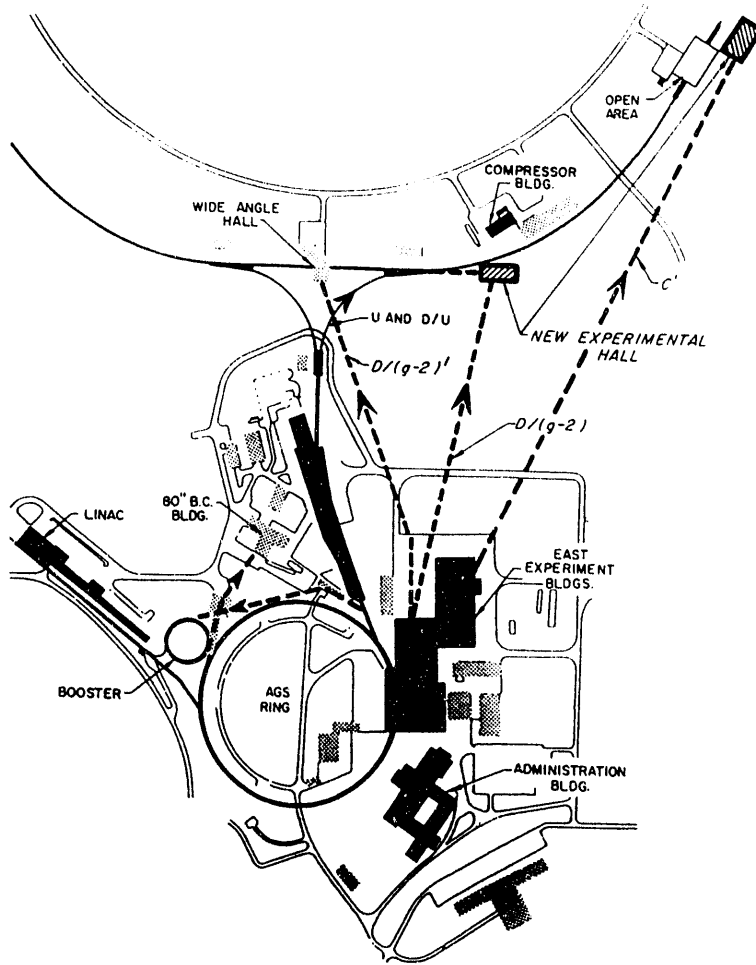 OPEN
AREA
COMPRESSOR
BLDG.
WIDE ANGLE
HALL
C'
U AND D/U
NEW EXPERIMENTAL
HALL
D/(g-2)'
D/(g-2)
80" B.C.
BLDG.
LINAC
EAST
EXPERIMENT
BLDGS.
BOOSTER
AGS
RING
ADMINISTRATION
BLDG.